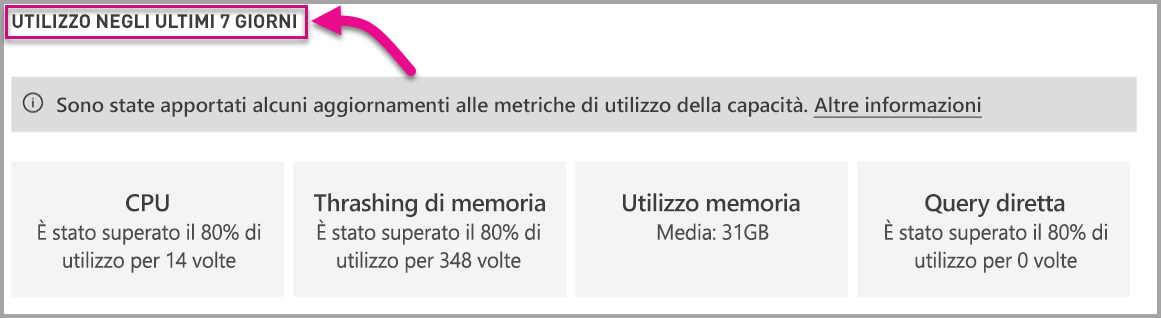 UTILIZZO NEGLI ULTIMI 7 GIORNI
Sono state apportati alcuni aggiornamenti alle metriche di utilizzo della capacità. Altre informazioni
CPU
È stato superato il 80% di
utilizzo per 14 volte
Thrashing di memoria
È stato superato il 80% di
utilizzo per 348 volte
Utilizzo memoria
Media: 31GB
Query diretta
È stato superato il 80% di
utilizzo per 0 volte